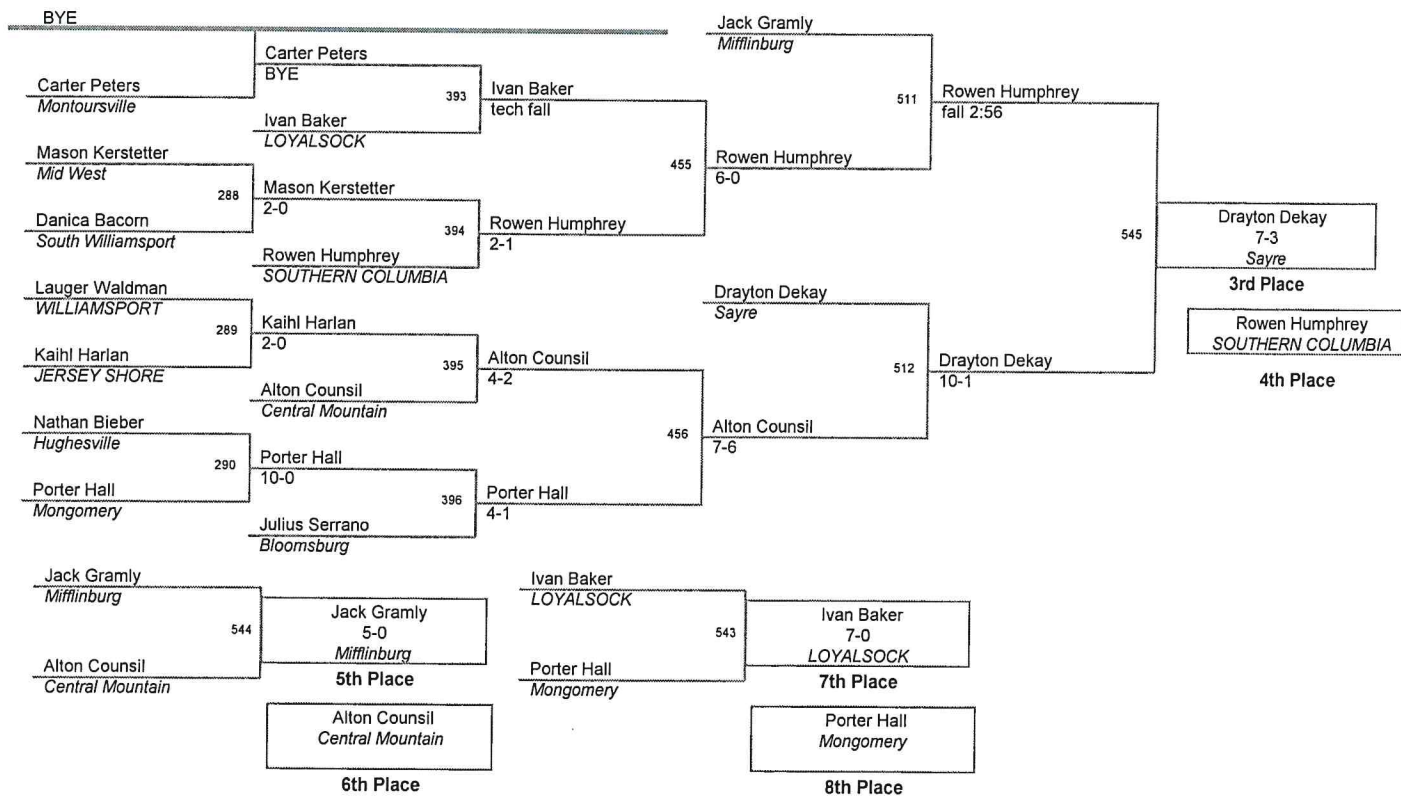 BYE
Carter Peters
Montoursville
Carter Peters
BYE
393
Ivan Baker
LOYALSOCK
Ivan Baker
tech fall
Mason Kerstetter
Mid West
288
Danica Bacorn
South Williamsport
Mason Kerstetter
2-0
394
Rowen Humphrey
SOUTHERN COLUMBIA
Rowen Humphrey
2-1
455
Rowen Humphrey
6-0
Jack Gramly
Mifflinburg
511
Rowen Humphrey
fall 2:56
Lauger Waldman
WILLIAMSPORT
289
Kaihl Harlan
JERSEY SHORE
Kaihl Harlan
2-0
395
Alton Counsil
Central Mountain
Alton Counsil
4-2
Nathan Bieber
Hughesville
290
Porter Hall
Mongomery
Porter Hall
10-0
396
Julius Serrano
Bloomsburg
Porter Hall
4-1
456
Alton Counsil
7-6
Drayton Dekay
Sayre
512
Drayton Dekay
10-1
545
Drayton Dekay
7-3
Sayre
3rd Place
Rowen Humphrey
SOUTHERN COLUMBIA
4th Place
Jack Gramly
Mifflinburg
544
Alton Counsil
Central Mountain
Jack Gramly
5-0
Mifflinburg
5th Place
Alton Counsil
Central Mountain
6th Place
Ivan Baker
LOYALSOCK
543
Porter Hall
Mongomery
Ivan Baker
7-0
LOYALSOCK
7th Place
Porter Hall
Mongomery
8th Place